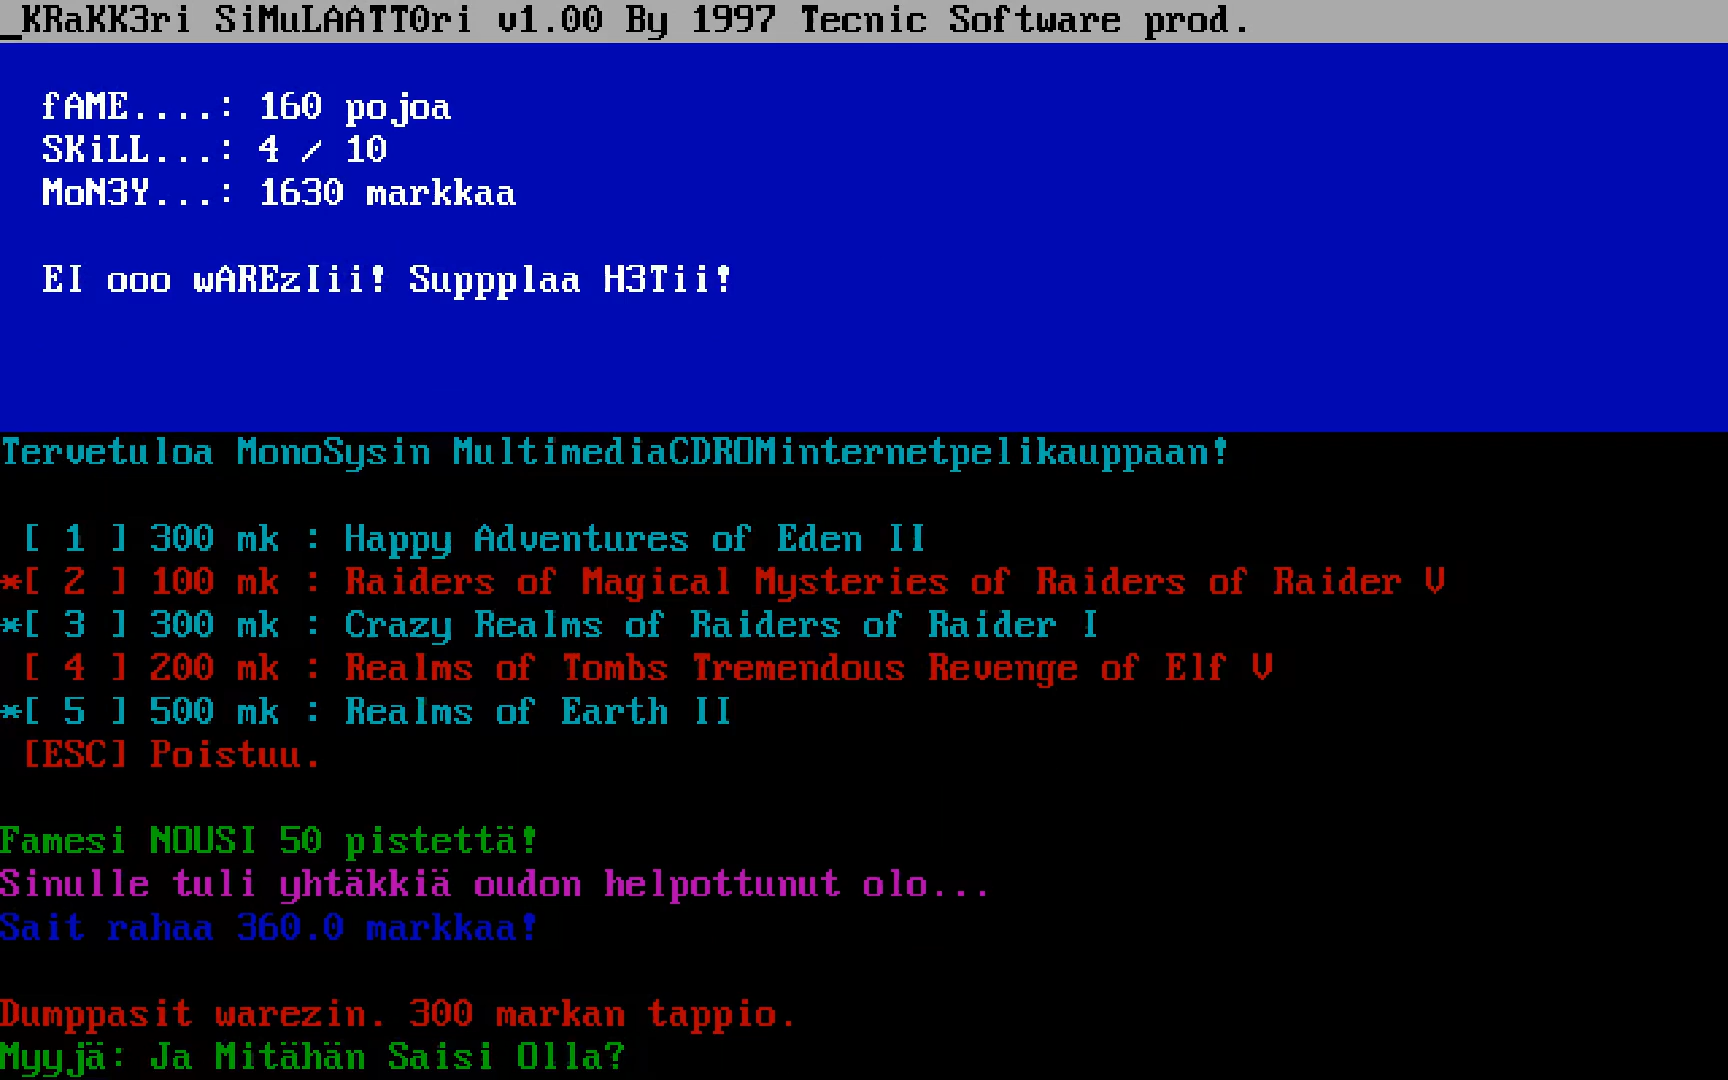 _KRaKK3ri SiMuLAATT0ri v1.00 By 1997 Tecnic Software prod.
fAME....: 160 pojoa
SKiLL...: 4 / 10
MoN3Y...: 1630 markkaa
EI ooo wAREzIii! Suppplaa H3Tii!
Tervetuloa MonoSysin MultimediaCDROMinternetpelikauppaan!
[ 1 ] 300 mk : Happy Adventures of Eden II
*[ 2 ] 100 mk : Raiders of Magical Mysteries of Raiders of Raider V
*[ 3 ] 300 mk : Crazy Realms of Raiders of Raider I
[ 4 ] 200 mk : Realms of Tombs Tremendous Revenge of Elf V
*[ 5 ] 500 mk : Realms of Earth II
[ESC] Poistuu.
Famesi NOUSI 50 pistettä!
Sinulle tuli yhtäkkiä oudon helpottunut olo...
Sait rahaa 360.0 markkaa!
Dumppasit warezin. 300 markan tappio.
Myyjä: Ja Mitähän Saisi Olla?